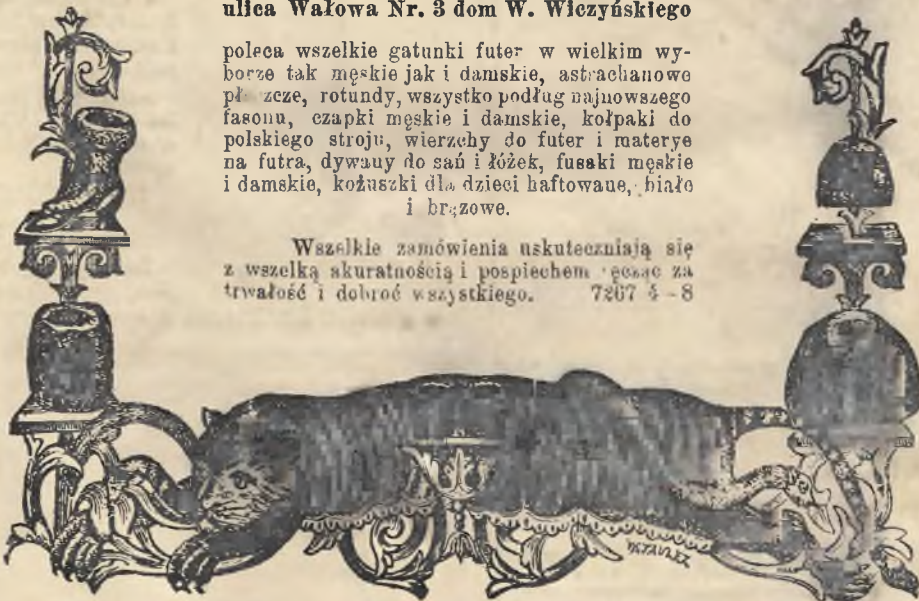 ulica Wałowa Nr. 3 dom W. Wiczyńskiego
poleca wszelkie gatunki futer w wielkim wy-
borze tak męskie jak i damskie, astrachanowe
zcze, rotundy, wszystko podług najnowszego
fasonu, czapki męskie i damskie, kołpaki do
polskiego stroju, wierzchy do futer i materye
na futra, dywany do sań i łóżek, fusaki męskie
i damskie, kożuszki dla dzieci haftowane, białe
i brązowe.
Wszelkie zamówienia uskuteczniają się
z wszelką akuratnością i pospiechem ręcząc za
trwałość i dobroć wszystkiego. 7267 4-8